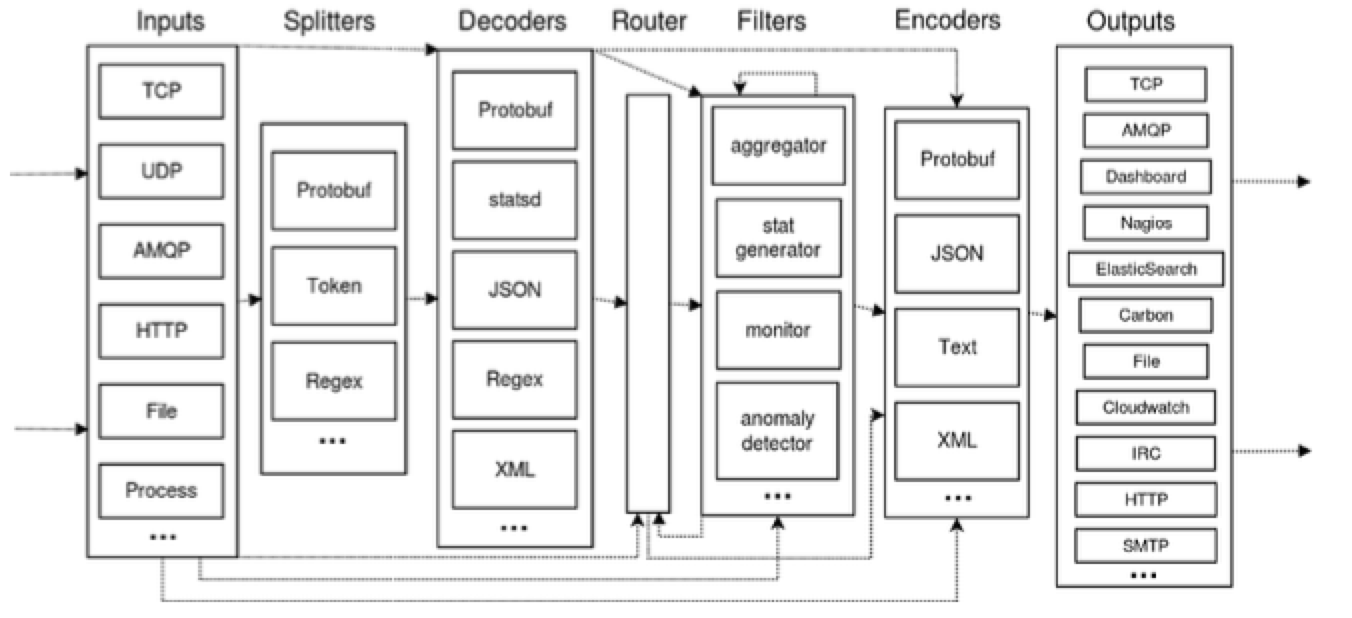 Inputs
Splitters
Decoders
Router
Filters
Encoders
Outputs
TCP
UDP
AMQP
HTTP
File
Process
...
Protobuf
Token
Regex
...
Protobuf
statsd
JSON
Regex
XML
...
aggregator
stat
generator
monitor
anomaly
detector
...
Protobuf
JSON
Text
XML
...
TCP
AMQP
Dashboard
Nagios
ElasticSearch
Carbon
File
Cloudwatch
IRC
HTTP
SMTP
...